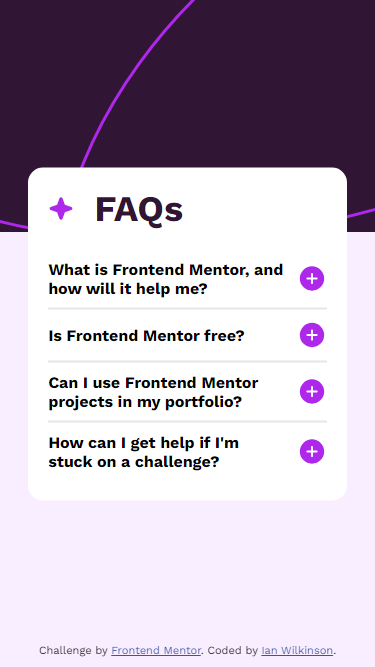 FAQs
What is Frontend Mentor, and
how will it help me?
Is Frontend Mentor free?
Can I use Frontend Mentor
projects in my portfolio?
How can I get help if I'm
stuck on a challenge?
Challenge by Frontend Mentor. Coded by Ian Wilkinson.